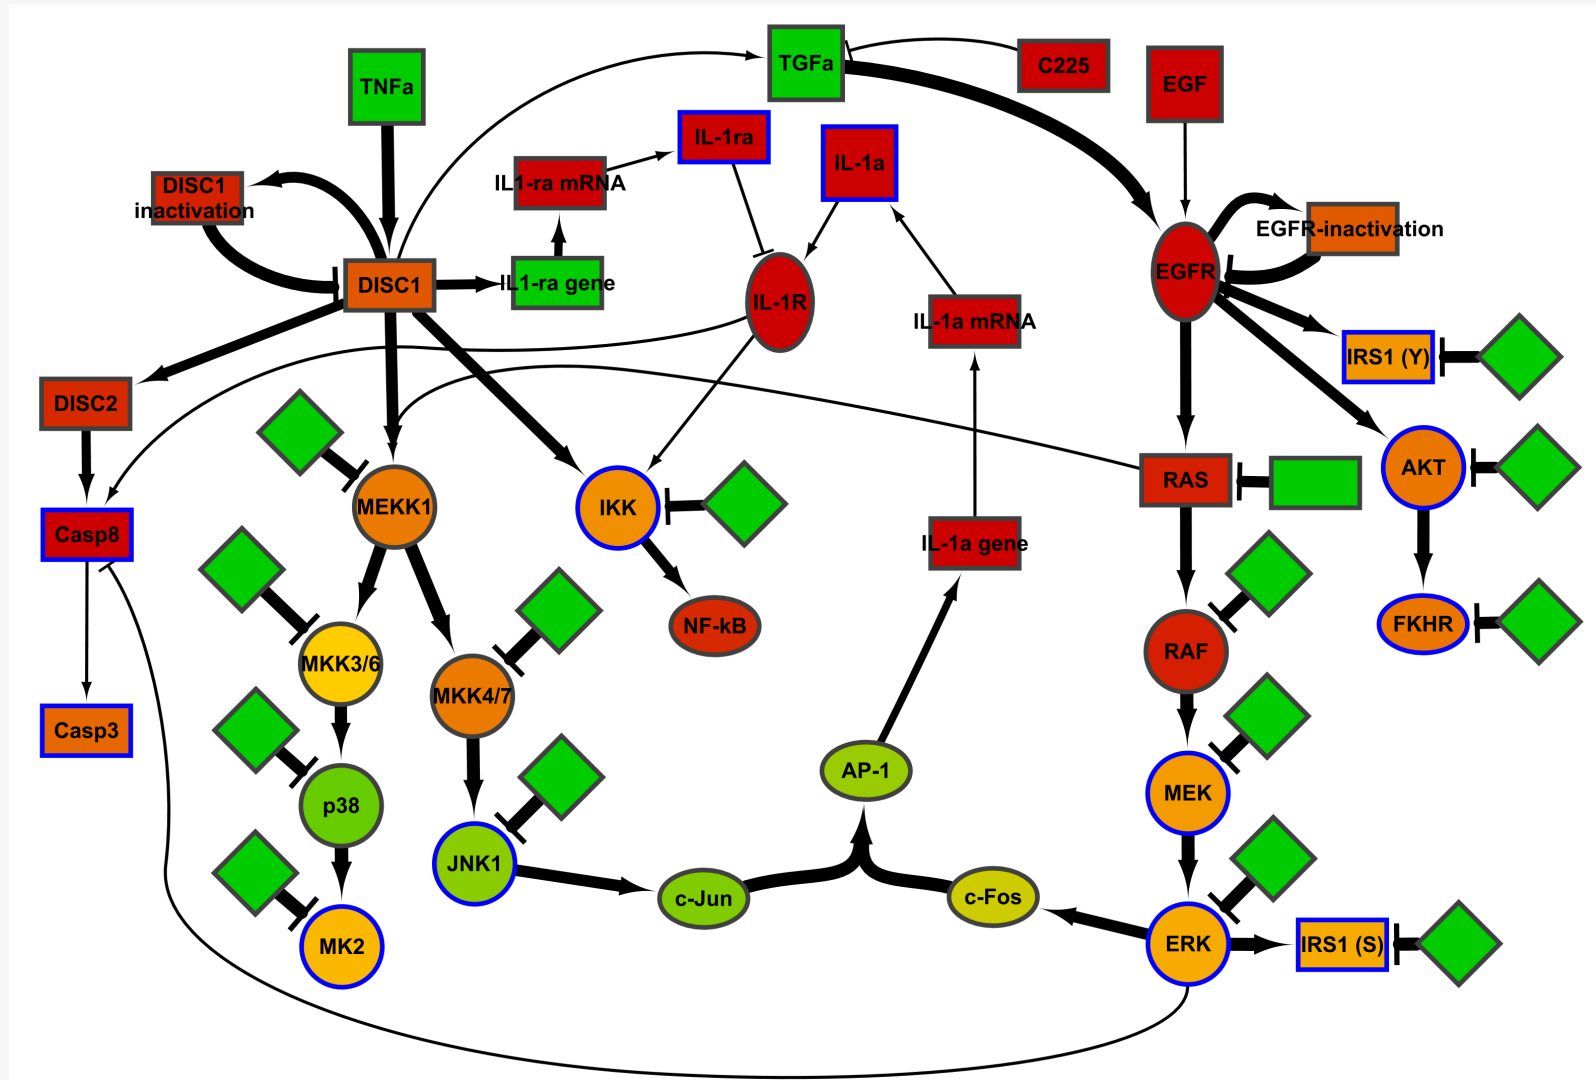 TNFa
TGFa
C225
EGF
IL-1ra
IL-1a
IL1-ra mRNA
DISC1
inactivation
EGFR-inactivation
EGFR
DISC1
IL1-ra gene
IL-1R
IL-1a mRNA
IRS1 (Y)
DISC2
AKT
RAS
MEKK1
IKK
Casp8
IL-1a gene
NF-kB
FKHR
RAF
MKK3/6
MKK4/7
Casp3
AP-1
MEK
p38
JNK1
c-Jun
c-Fos
MK2
ERK
IRS1 (S)